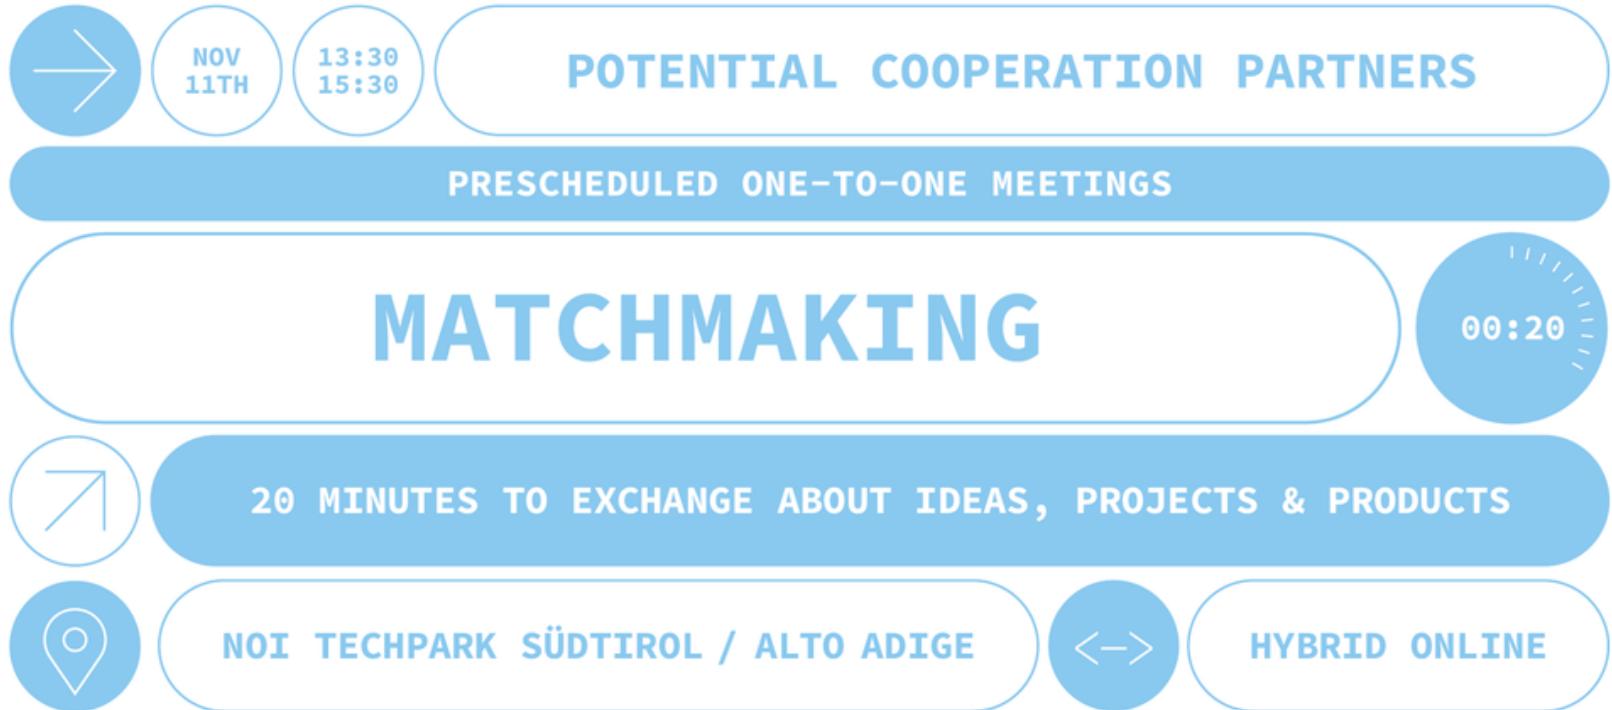 NOV
11TH
13:30
15:30
POTENTIAL COOPERATION PARTNERS
PRESCHEDULED ONE-TO-ONE MEETINGS
MATCHMAKING
00:20
20 MINUTES TO EXCHANGE ABOUT IDEAS, PROJECTS & PRODUCTS
NOI TECHPARK SÜDTIROL / ALTO ADIGE
<->
HYBRID ONLINE